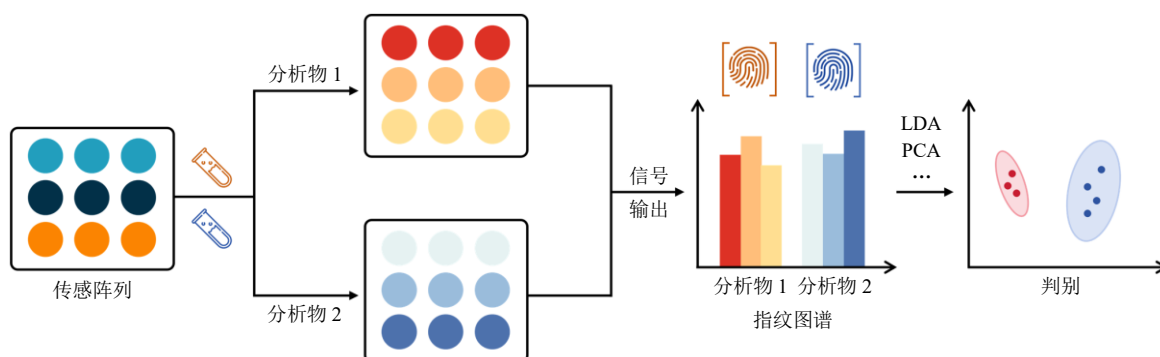 传感阵列
分析物 1
分析物 2
信号
输出
分析物 1 分析物 2
指纹图谱
LDA
PCA
...
判别